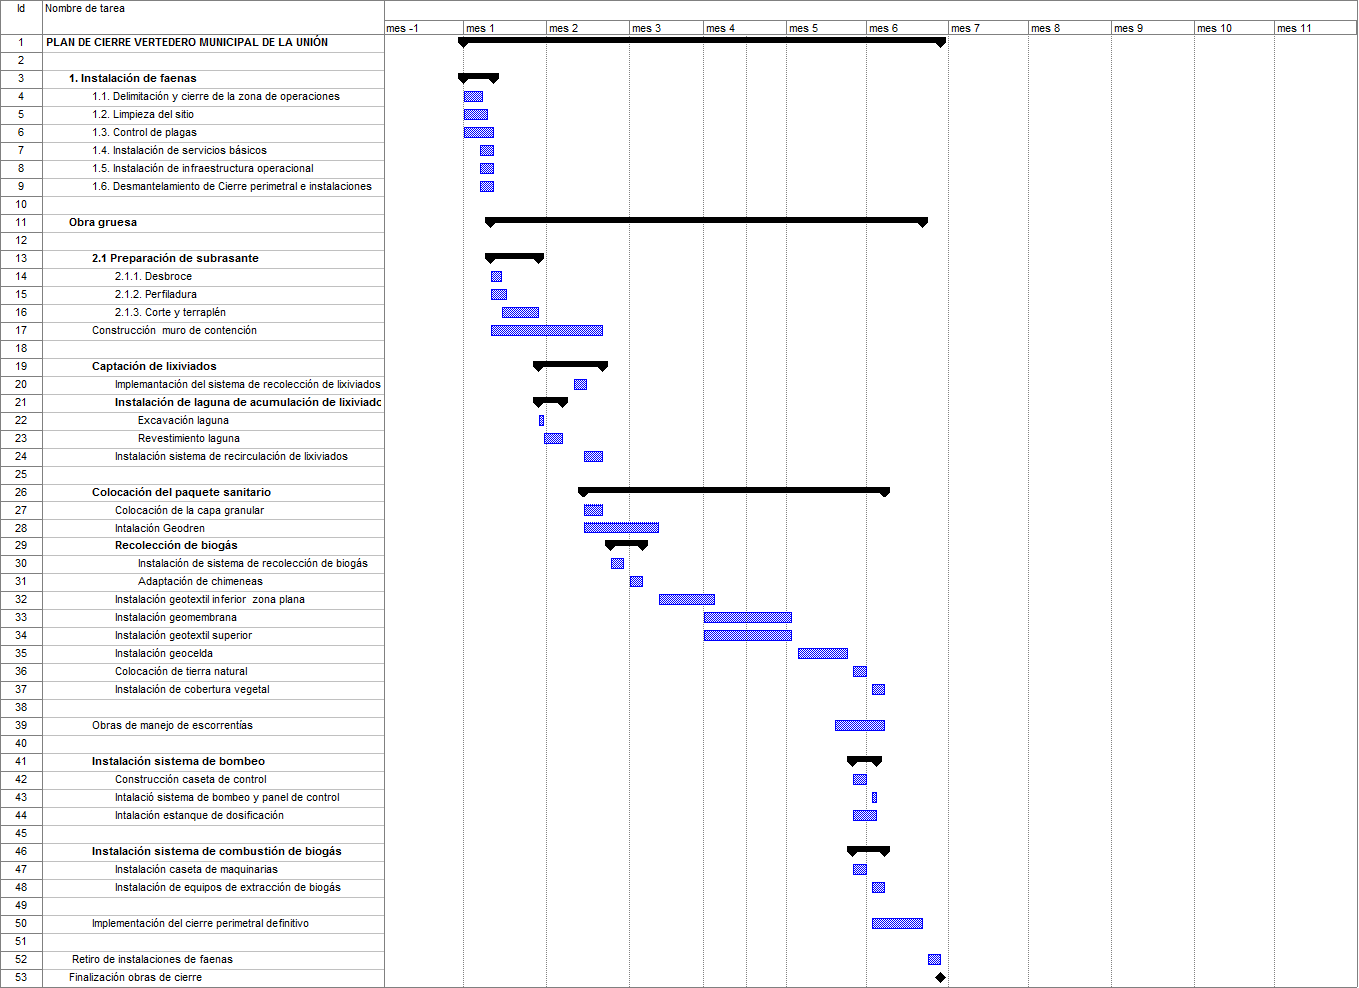 Id Nombre de tarea
mes -1 mes 1 mes 2 mes 3 mes 4 mes 5 mes 6 mes 7 mes 8 mes 9 mes 10 mes 11
1 PLAN DE CIERRE VERTEDERO MUNICIPAL DE LA UNIÓN
2
3 1. Instalación de faenas
4 1.1. Delimitación y cierre de la zona de operaciones
5 1.2. Limpieza del sitio
6 1.3. Control de plagas
7 1.4. Instalación de servicios básicos
8 1.5. Instalación de infraestructura operacional
9 1.6. Desmantelamiento de Cierre perimetral e instalaciones
10
11 Obra gruesa
12
13 2.1 Preparación de subrasante
14 2.1.1. Desbroce
15 2.1.2. Perfiladura
16 2.1.3. Corte y terraplén
17 Construcción muro de contención
18
19 Captación de lixiviados
20 Implemantación del sistema de recolección de lixiviados
21 Instalación de laguna de acumulación de lixiviado
22 Excavación laguna
23 Revestimiento laguna
24 Instalación sistema de recirculación de lixiviados
25
26 Colocación del paquete sanitario
27 Colocación de la capa granular
28 Intalación Geodren
29 Recolección de biogás
30 Instalación de sistema de recolección de biogás
31 Adaptación de chimeneas
32 Instalación geotextil inferior zona plana
33 Instalación geomembrana
34 Instalación geotextil superior
35 Instalación geocelda
36 Colocación de tierra natural
37 Instalación de cobertura vegetal
38
39 Obras de manejo de escorrentías
40
41 Instalación sistema de bombeo
42 Construcción caseta de control
43 Intalació sistema de bombeo y panel de control
44 Intalación estanque de dosificación
45
46 Instalación sistema de combustión de biogás
47 Instalación caseta de maquinarias
48 Instalación de equipos de extracción de biogás
49
50 Implementación del cierre perimetral definitivo
51
52 Retiro de instalaciones de faenas
53 Finalización obras de cierre